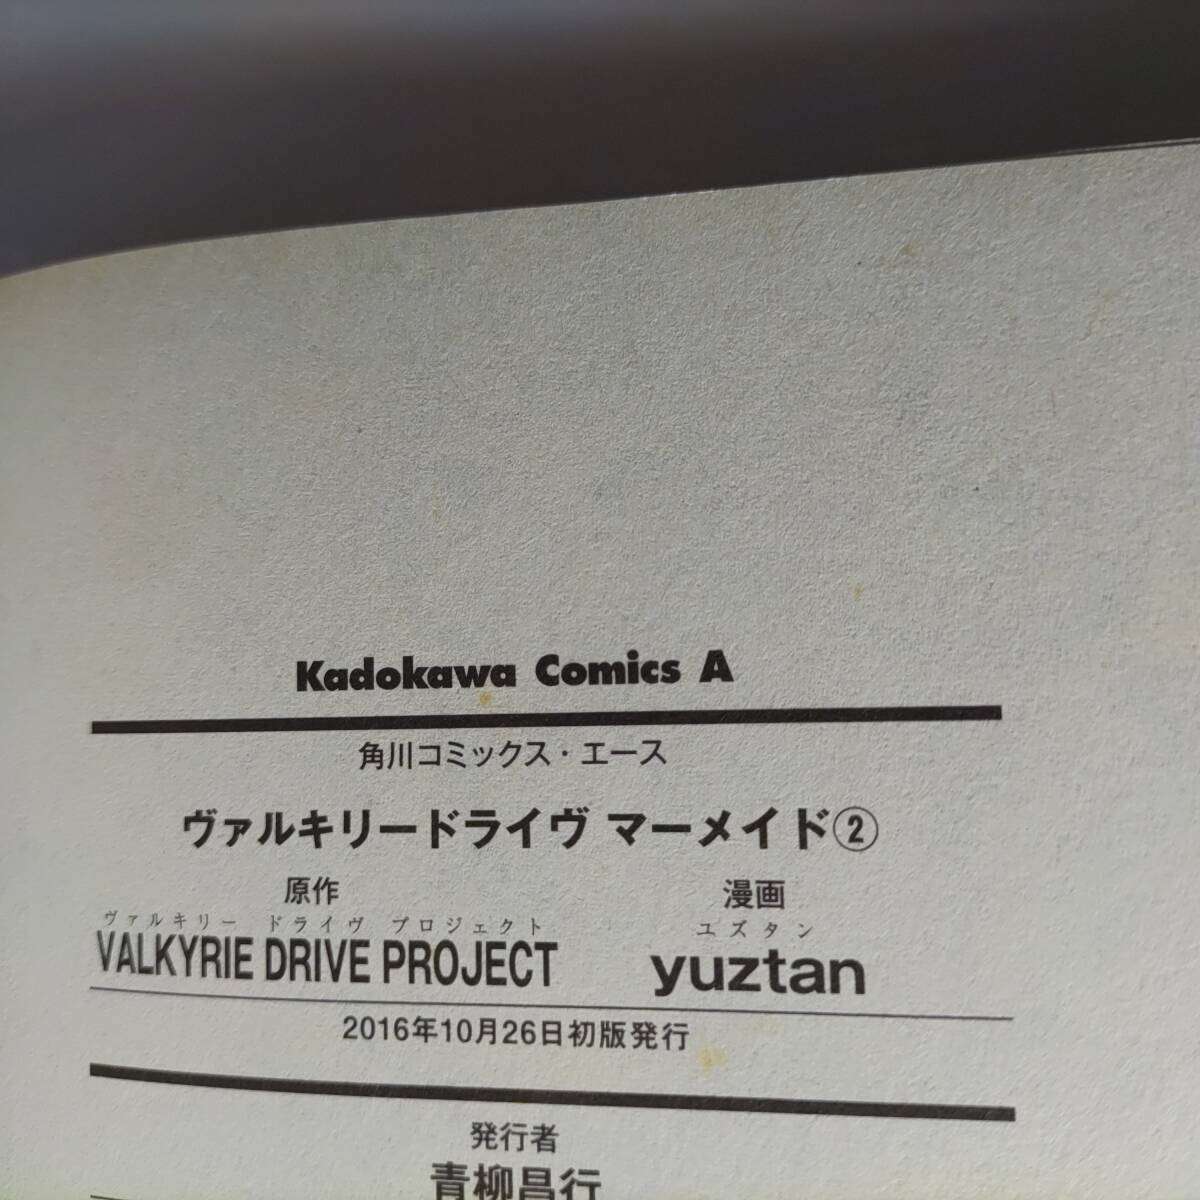 Kadokawa Comics A
角川コミックス・エース
ヴァルキリードライヴ マーメイド②
原作 漫画
ヴァルキリー ドライヴ プロジェクト ユズタン
VALKYRIE DRIVE PROJECT yuztan
2016年10月26日初版発行
発行者
青柳昌行